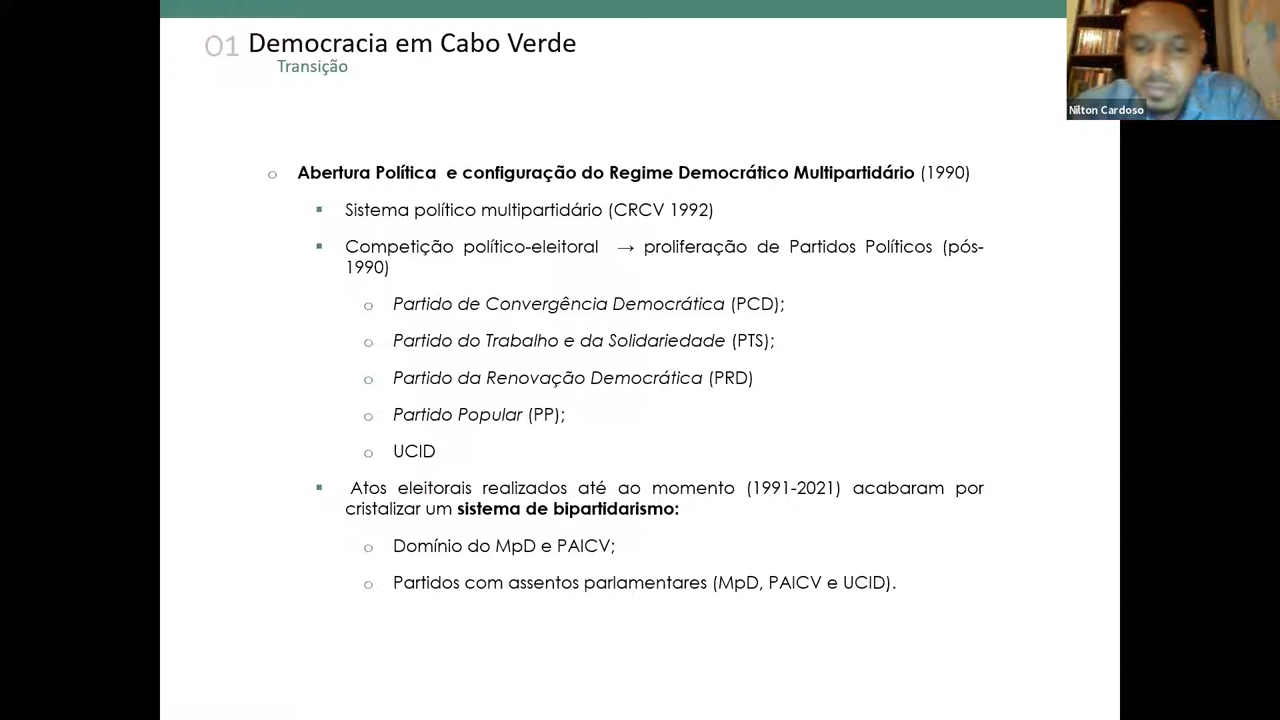 01 Democracia em Cabo Verde
Transição
Nilton Cardoso
o Abertura Política e configuração do Regime Democrático Multipartidário (1990)
▪ Sistema político multipartidário (CRCV 1992)
▪ Competição político-eleitoral → proliferação de Partidos Políticos (pós-
1990)
o Partido de Convergência Democrática (PCD);
o Partido do Trabalho e da Solidariedade (PTS);
o Partido da Renovação Democrática (PRD)
o Partido Popular (PP);
o UCID
▪ Atos eleitorais realizados até ao momento (1991-2021) acabaram por
cristalizar um sistema de bipartidarismo:
o Domínio do MpD e PAICV;
o Partidos com assentos parlamentares (MpD, PAICV e UCID).